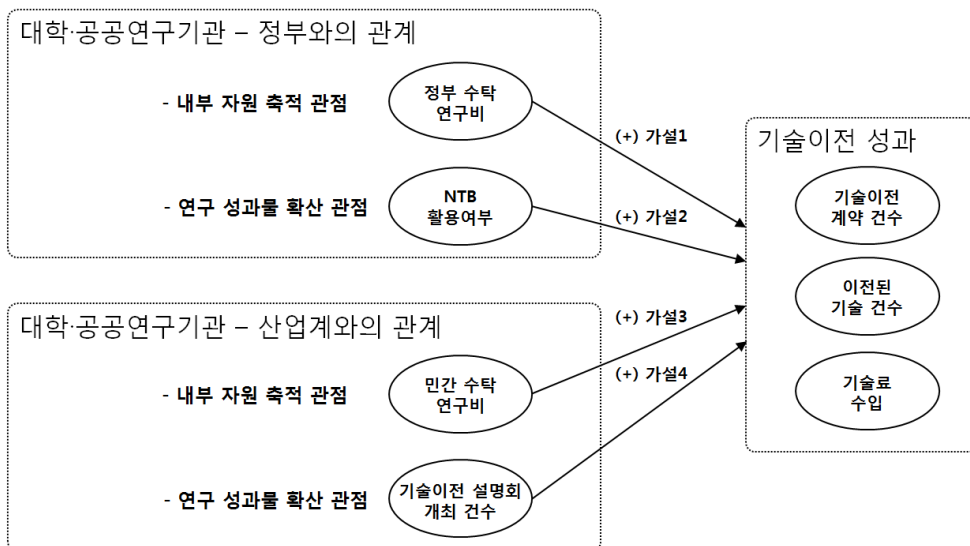 대학·공공연구기관 – 정부와의 관계
- 내부 자원 축적 관점
정부 수탁
연구비
(+) 가설1
- 연구 성과물 확산 관점
NTB
활용여부
(+) 가설2
대학·공공연구기관 – 산업계와의 관계
- 내부 자원 축적 관점
민간 수탁
연구비
(+) 가설3
- 연구 성과물 확산 관점
기술이전 설명회
개최 건수
(+) 가설4
기술이전 성과
기술이전
계약 건수
이전된
기술 건수
기술료
수입